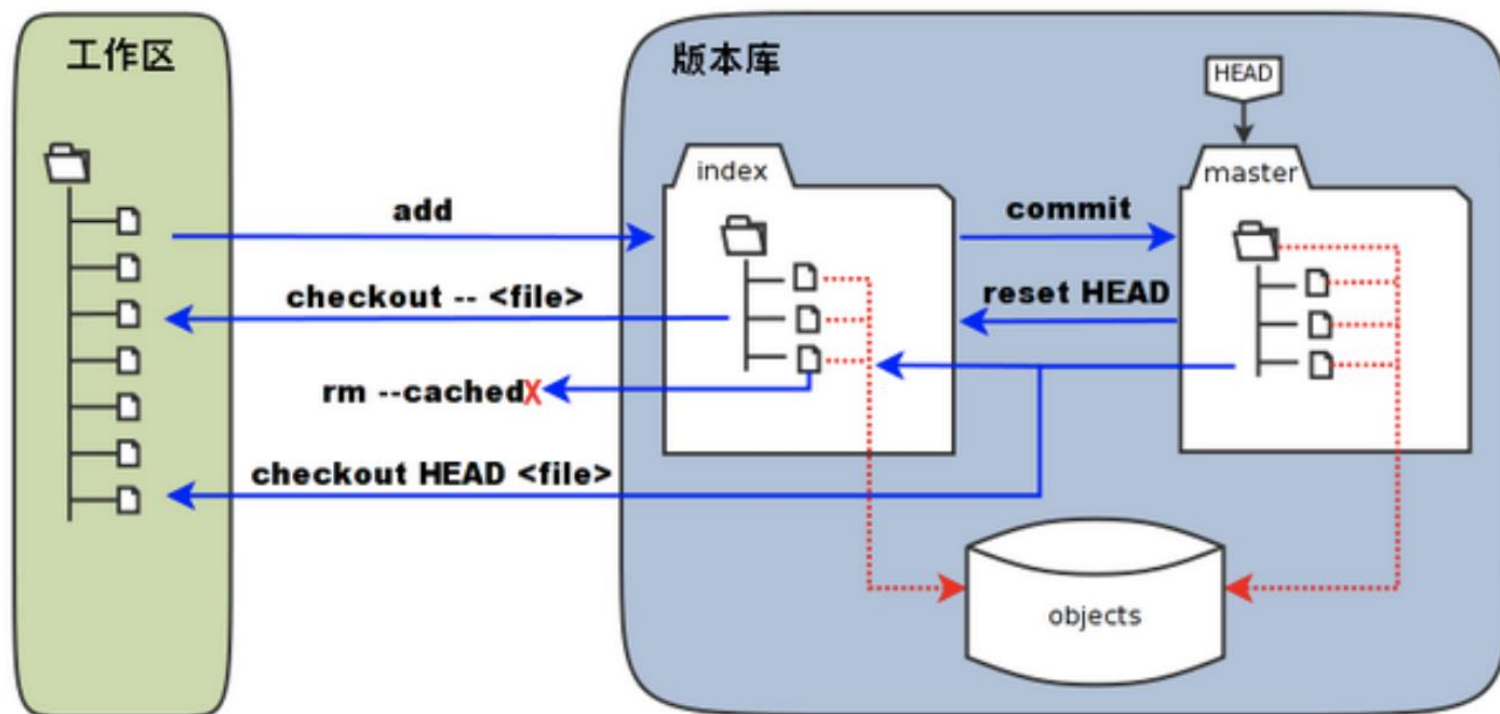 工作区
版本库
HEAD
index
master
add
commit
checkout -- <file>
reset HEAD
rm --cachedX
checkout HEAD <file>
objects